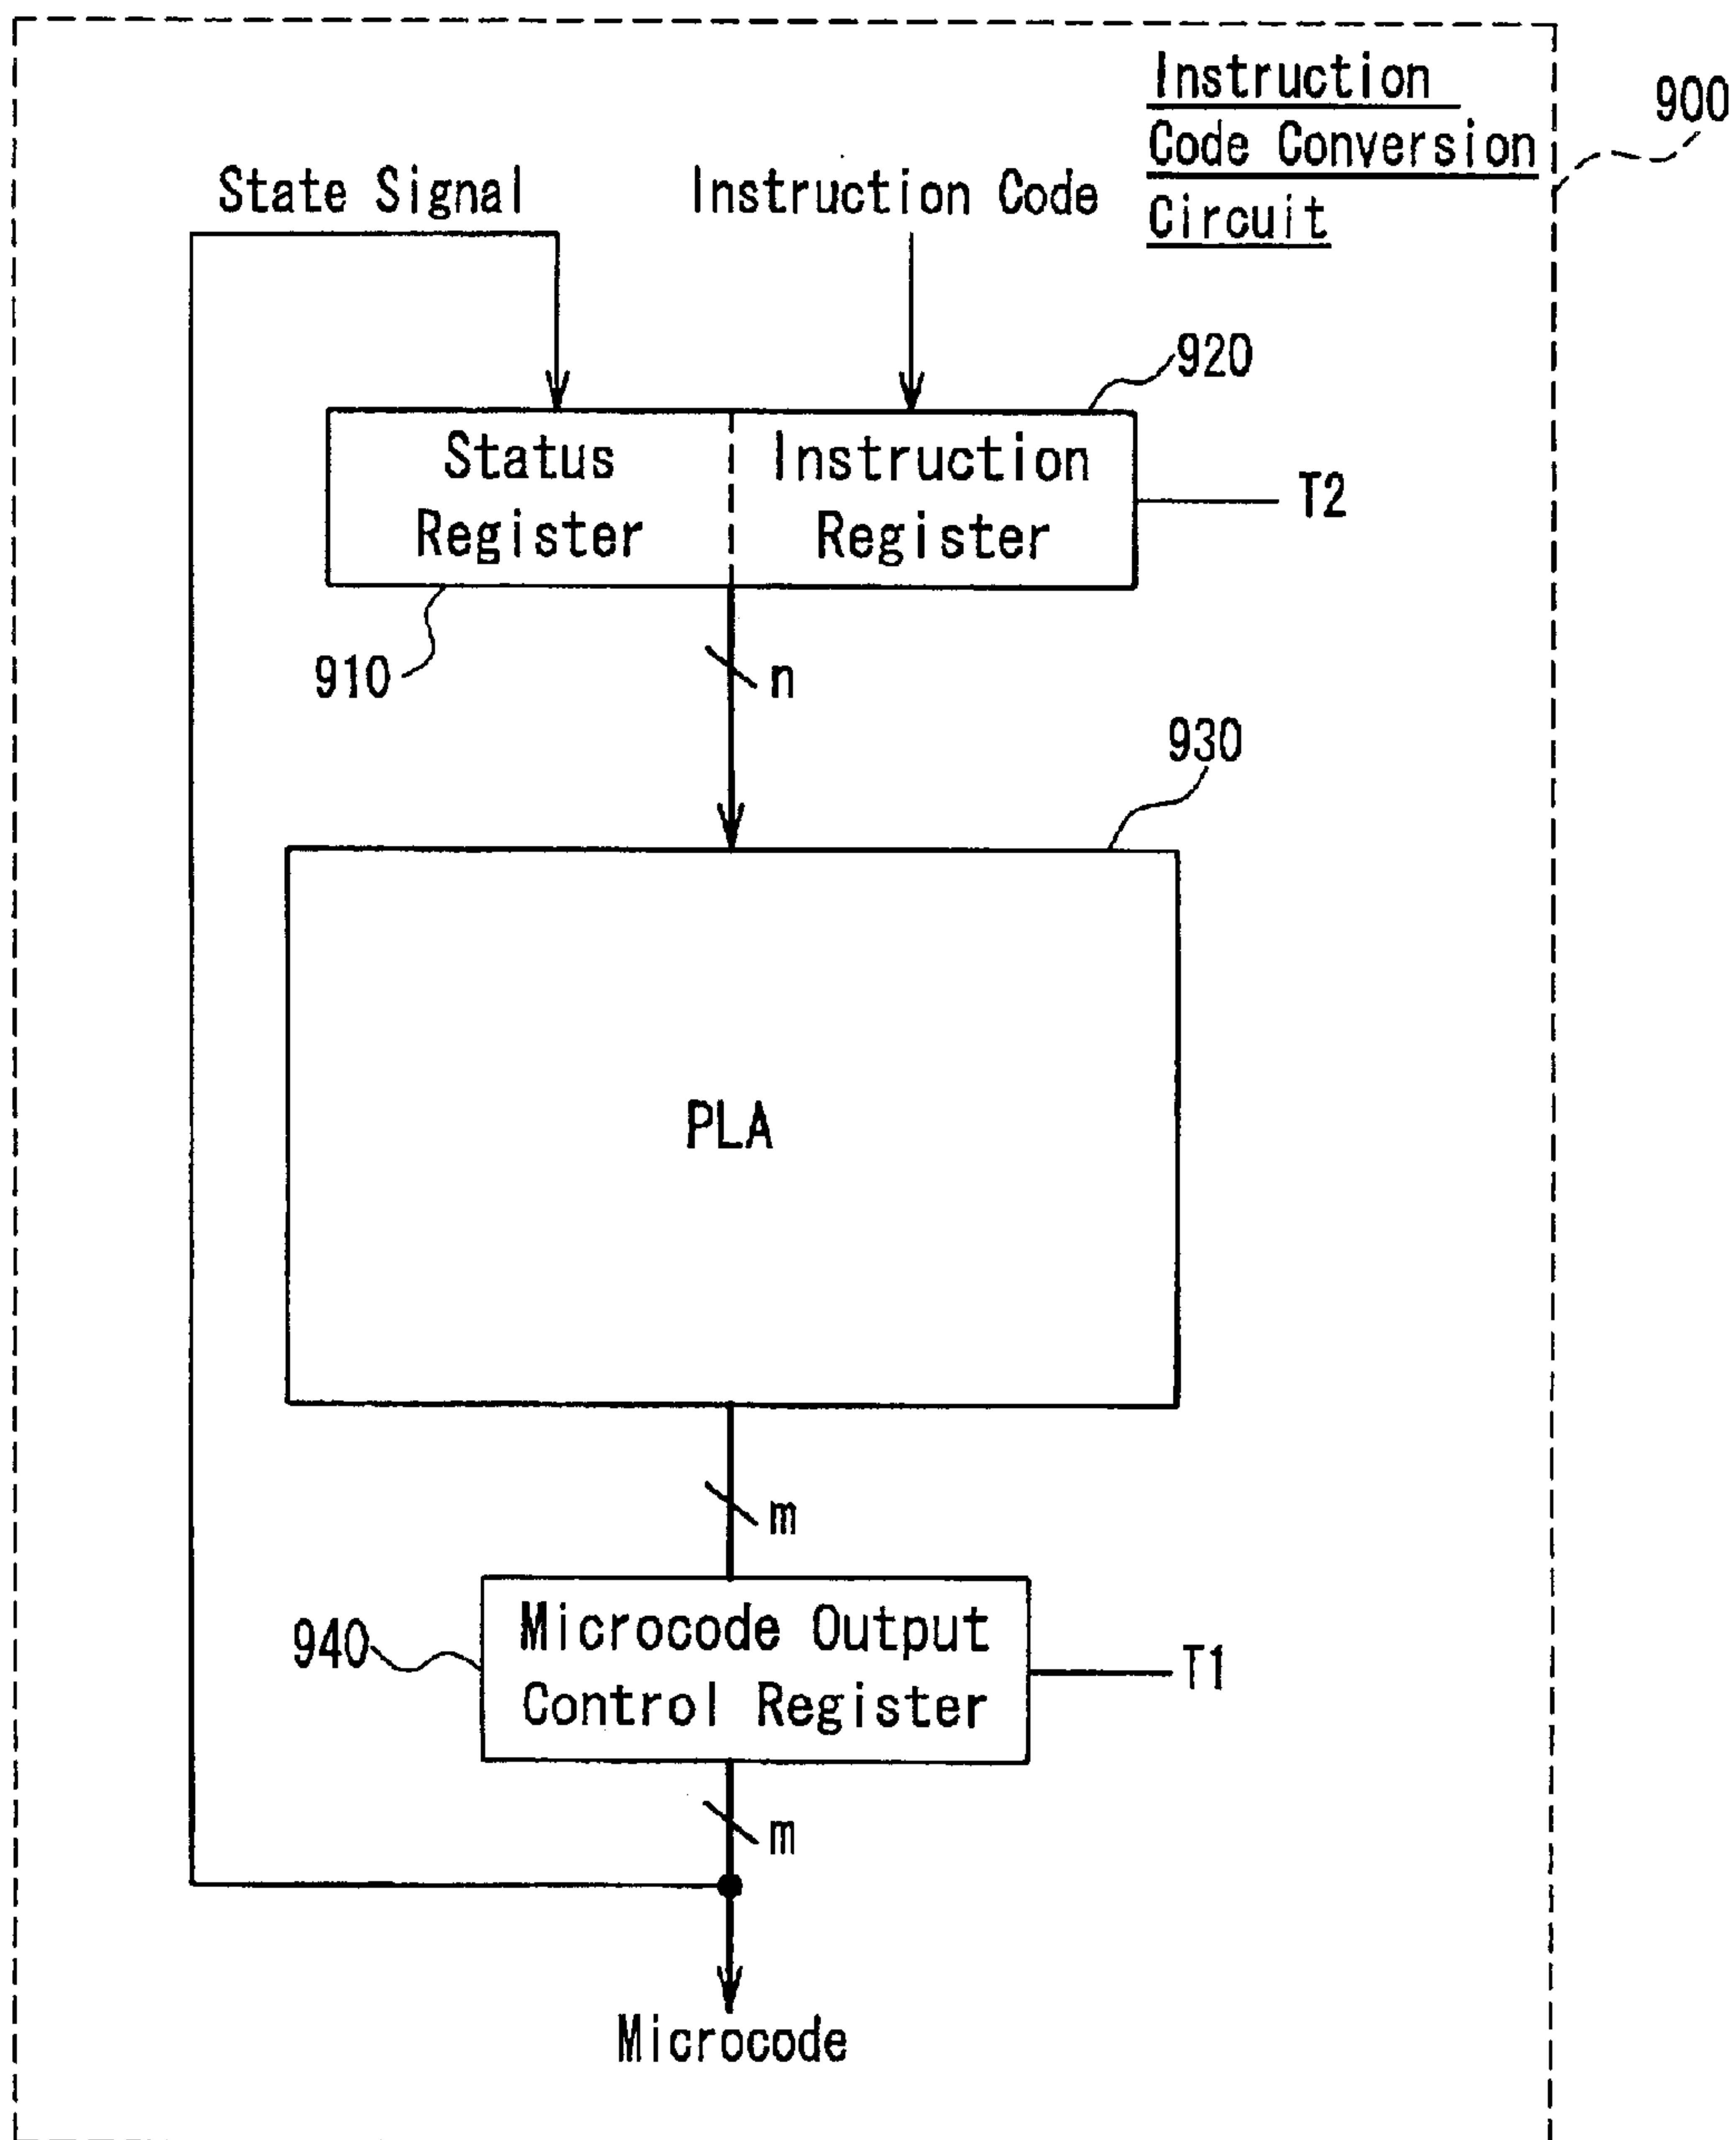 Instruction
Code Conversion
Circuit
900
State Signal
Instruction Code
920
Status
Register
Instruction
Register
T2
910
n
930
PLA
m
940
Microcode Output
Control Register
T1
m
Microcode